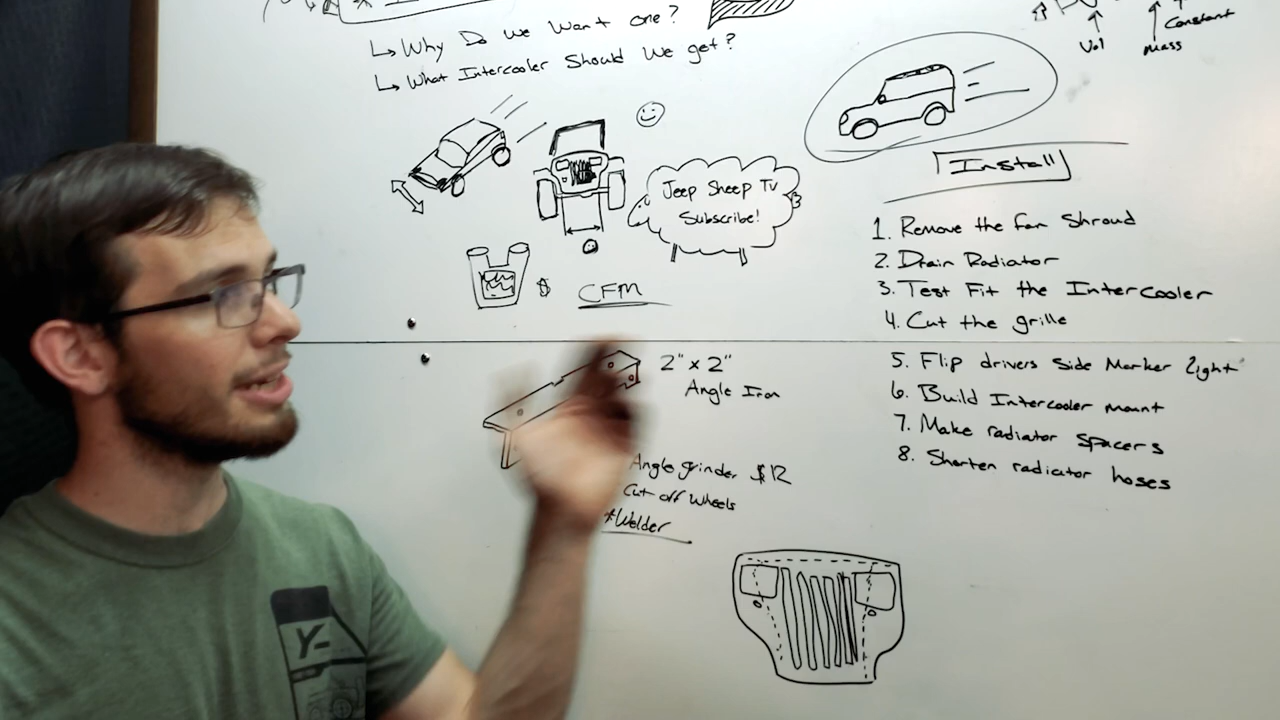 ↳ Why Do we Want one?
↳ What Intercooler Should We get?
Vol
Mass
Constant
Jeep Sheep Tv
Subscribe!
$
CFM
Install
1. Remove the fan Shroud
2. Drain Radiator
3. Test Fit the Intercooler
4. Cut the grille
5. Flip drivers Side Marker light
6. Build Intercooler mount
7. Make radiator spacers
8. Shorten radiator hoses
2" x 2"
Angle Iron
Angle grinder $12
Cut off wheels
*Welder
Y-